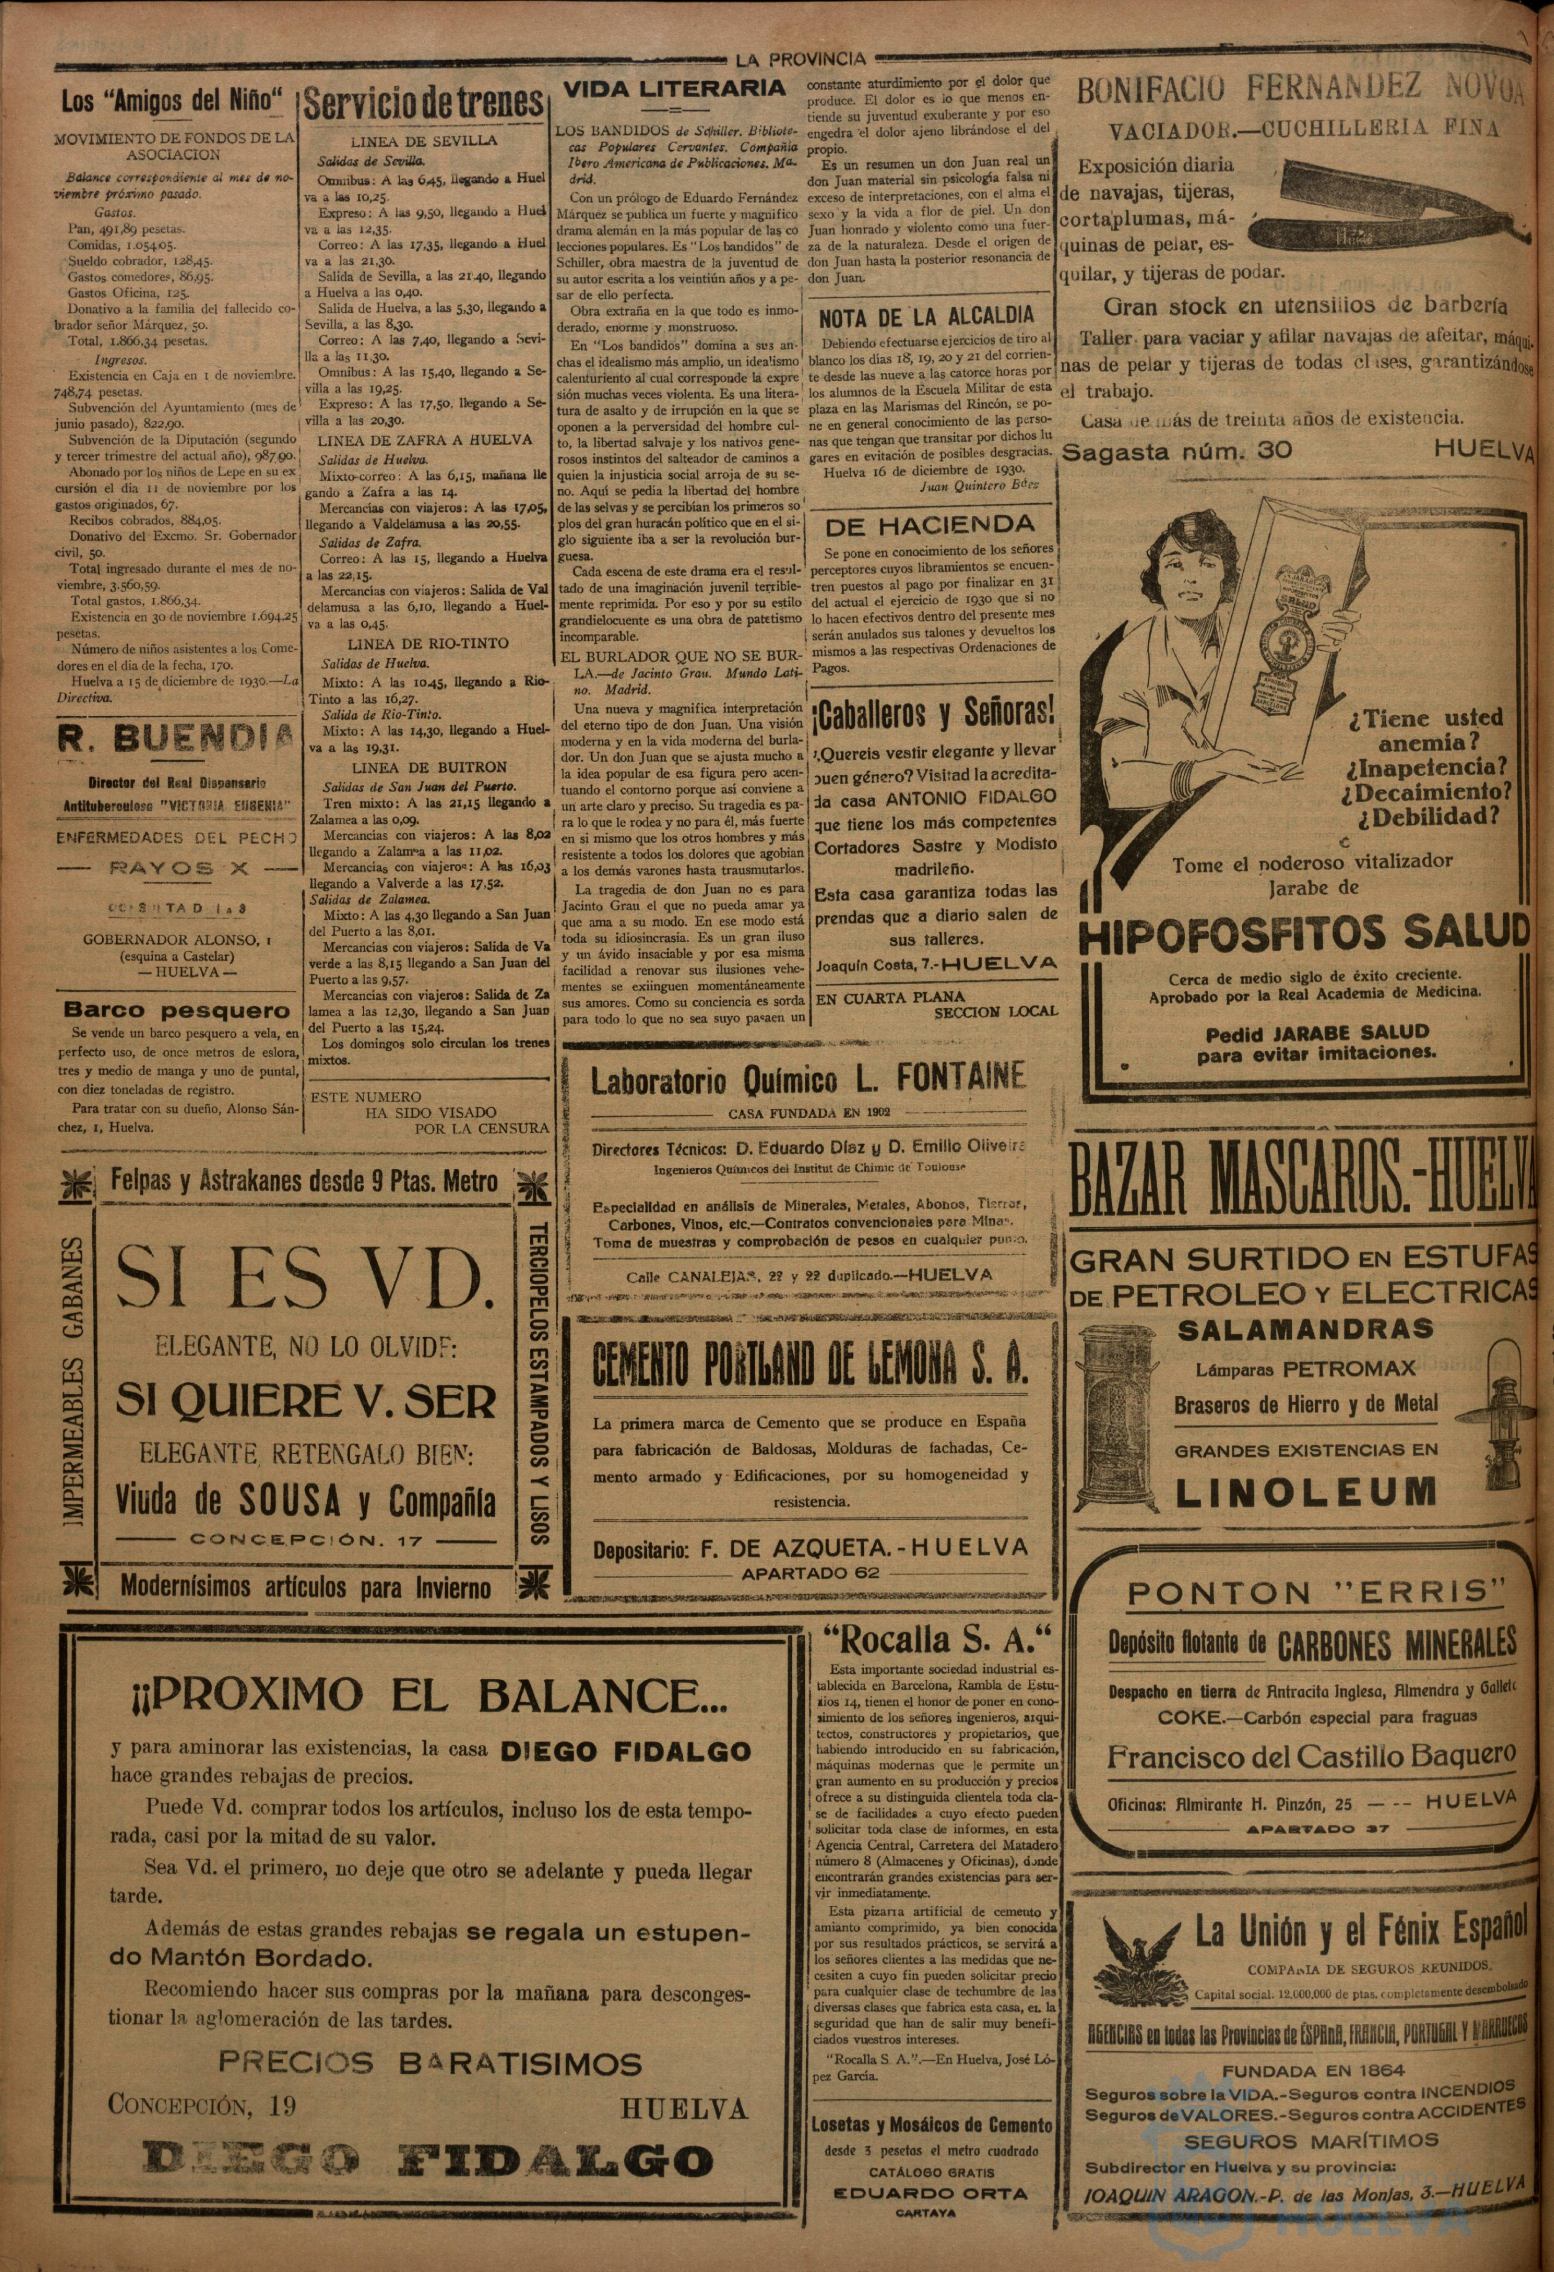 LA PROVINCIA
Los "Amigos del Niño"
MOVIMIENTO DE FONDOS DE LA
ASOCIACION
Balance correspondiente al mes de no-
viembre próximo pasado.
Gastos.
Pan, 491,89 pesetas.
Comidas, 1.054,05.
Sueldo cobrador, 128,45.
Gastos comedores, 86,95.
Gastos Oficina, 125.
Donativo a la familia del fallecido co-
brador señor Márquez, 50.
Total, 1.866,34 pesetas.
Ingresos.
Existencia en Caja en 1 de noviembre.
748,74 pesetas.
Subvención del Ayuntamiento (mes de
junio pasado), 822,90.
Subvención de la Diputación (segundo
y tercer trimestre del actual año), 987,90.
Abonado por los niños de Lepe en su ex
cursión el dia 11 de noviembre por los
gastos originados, 67.
Recibos cobrados, 884,05.
Donativo del Excmo. Sr. Gobernador
civil, 50.
Total ingresado durante el mes de no-
viembre, 3.560,59.
Total gastos, 1.866,34.
Existencia en 30 de noviembre 1.694,25
pesetas.
Número de niños asistentes a los Come-
dores en el dia de la fecha, 170.
Huelva a 15 de diciembre de 1930.—La
Directiva.
R. BUENDIA
Director del Real Dispensario
Antituberculoso "VICTORIA EUGENIA"
ENFERMEDADES DEL PECHO
— RAYOS X —
GOBERNADOR ALONSO, 1
(esquina a Castelar)
— HUELVA —
Barco pesquero
Se vende un barco pesquero a vela, en
perfecto uso, de once metros de eslora,
tres y medio de manga y uno de puntal,
con diez toneladas de registro.
Para tratar con su dueño, Alonso Sán-
chez, 1, Huelva.
Servicio de trenes
LINEA DE SEVILLA
Salidas de Sevilla.
Omnibus: A las 6,45, llegando a Huel
va a las 10,25.
Expreso: A las 9,50, llegando a Huel
va a las 12,35.
Correo: A las 17,35, llegando a Huel
va a las 21,30.
Salida de Sevilla, a las 21,40, llegando
a Huelva a las 0,40.
Salida de Huelva, a las 5,30, llegando a
Sevilla, a las 8,30.
Correo: A las 7,40, llegando a Sevi-
lla a las 11,30.
Omnibus: A las 15,40, llegando a Se-
villa a las 19,25.
Expreso: A las 17,50, llegando a Se-
villa a las 20,30.
LINEA DE ZAFRA A HUELVA
Salidas de Huelva.
Mixto-correo: A las 6,15, mañana lle
gando a Zafra a las 14.
Mercancías con viajeros: A las 17,05,
llegando a Valdelamusa a las 20,55.
Salidas de Zafra.
Correo: A las 15, llegando a Huelva
a las 22,15.
Mercancías con viajeros: Salida de Val
delamusa a las 6,10, llegando a Huel-
va a las 0,45.
LINEA DE RIO-TINTO
Salidas de Huelva.
Mixto: A las 10,45, llegando a Rio-
Tinto a las 16,27.
Salida de Rio-Tinto.
Mixto: A las 14,30, llegando a Huel-
va a las 19,31.
LINEA DE BUITRON
Salidas de San Juan del Puerto.
Tren mixto: A las 21,15 llegando a
Zalamea a las 0,09.
Mercancías con viajeros: A las 8,02
llegando a Zalamea a las 11,02.
Mercancías con viajeros: A las 16,03
llegando a Valverde a las 17,52.
Salidas de Zalamea.
Mixto: A las 4,30 llegando a San Juan
del Puerto a las 8,01.
Mercancías con viajeros: Salida de Va
verde a las 8,15 llegando a San Juan del
Puerto a las 9,57.
Mercancías con viajeros: Salida de Za
lamea a las 12,30, llegando a San Juan
del Puerto a las 15,24.
Los domingos solo circulan los trenes
mixtos.
ESTE NUMERO
HA SIDO VISADO
POR LA CENSURA
VIDA LITERARIA
LOS BANDIDOS de Schiller. Bibliote-
cas Populares Cervantes. Compañía
Ibero Americana de Publicaciones. Ma-
drid.
Con un prólogo de Eduardo Fernández
Márquez se publica un fuerte y magnífico
drama alemán en la más popular de las co
lecciones populares. Es "Los bandidos" de
Schiller, obra maestra de la juventud de
su autor escrita a los veintiún años y a pe-
sar de ello perfecta.
Obra extraña en la que todo es inmo-
derado, enorme y monstruoso.
En "Los bandidos" domina a sus an-
chas el idealismo más amplio, un idealismo
calenturiento al cual corresponde la expre
sión muchas veces violenta. Es una litera-
tura de asalto y de irrupción en la que se
oponen a la perversidad del hombre cul-
to, la libertad salvaje y los nativos gene-
rosos instintos del salteador de caminos a
quien la injusticia social arroja de su se-
no. Aquí se pedia la libertad del hombre
de las selvas y se percibían los primeros so
plos del gran huracán político que en el si-
glo siguiente iba a ser la revolución bur-
guesa.
Cada escena de este drama era el resul-
tado de una imaginación juvenil terrible-
mente reprimida. Por eso y por su estilo
grandielocuente es una obra de patetismo
incomparable.
EL BURLADOR QUE NO SE BUR-
LA.—de Jacinto Grau. Mundo Lati-
no. Madrid.
Una nueva y magnifica interpretación
del eterno tipo de don Juan. Una visión
moderna y en la vida moderna del burla-
dor. Un don Juan que se ajusta mucho a
la idea popular de esa figura pero acen-
tuando el contorno porque así conviene a
un arte claro y preciso. Su tragedia es pa-
ra lo que le rodea y no para él, más fuerte
en si mismo que los otros hombres y más
resistente a todos los dolores que agobian
a los demás varones hasta trausmutarlos.
La tragedia de don Juan no es para
Jacinto Grau el que no pueda amar ya
que ama a su modo. En ese modo está
toda su idiosincrasía. Es un gran iluso
y un ávido insaciable y por esa misma
facilidad a renovar sus ilusiones vehe-
mentes se exiinguen momentáneamente
sus amores. Como su conciencia es sorda
para todo lo que no sea suyo pasaen un
constante aturdimiento por el dolor que
produce. El dolor es lo que menos en-
tiende su juventud exuberante y por eso
engedra el dolor ajeno librándose el del
propio.
Es un resumen un don Juan real un
don Juan material sin psicología falsa ni
exceso de interpretaciones, con el alma el
sexo y la vida a flor de piel. Un don
Juan honrado y violento como una fuer-
za de la naturaleza. Desde el origen de
don Juan hasta la posterior resonancia de
don Juan.
NOTA DE LA ALCALDIA
Debiendo efectuarse ejercicios de tiro al
blanco los días 18, 19, 20 y 21 del corrien-
te desde las nueve a las catorce horas por
los alumnos de la Escuela Militar de esta
plaza en las Marismas del Rincón, se po-
ne en general conocimiento de las perso-
nas que tengan que transitar por dichos lu
gares en evitación de posibles desgracias.
Huelva 16 de diciembre de 1930.
Juan Quintero Báez
DE HACIENDA
Se pone en conocimiento de los señores
perceptores cuyos libramientos se encuen-
tren puestos al pago por finalizar en 31
del actual el ejercicio de 1930 que si no
lo hacen efectivos dentro del presente mes
serán anulados sus talones y devueltos los
mismos a las respectivas Ordenaciones de
Pagos.
¡Caballeros y Señoras!
¿Quereis vestir elegante y llevar
buen género? Visitad la acredita-
da casa ANTONIO FIDALGO
que tiene los más competentes
Cortadores Sastre y Modisto
madrileño.
Esta casa garantiza todas las
prendas que a diario salen de
sus talleres.
Joaquín Costa, 7.-HUELVA
EN CUARTA PLANA
SECCION LOCAL
BONIFACIO FERNANDEZ NOVOA
VACIADOR.—CUCHILLERIA FINA
Exposición diaria
de navajas, tijeras,
cortaplumas, má-
quinas de pelar, es-
quilar, y tijeras de podar.
Gran stock en utensilios de barbería
Taller para vaciar y afilar navajas de afeitar, máqui-
nas de pelar y tijeras de todas clases, garantizándose
el trabajo.
Casa de más de treinta años de existencia.
Sagasta núm. 30 HUELVA
SALUD
¿Tiene usted
anemia?
¿Inapetencia?
¿Decaimiento?
¿Debilidad?
Tome el poderoso vitalizador
Jarabe de
HIPOFOSFITOS SALUD
Cerca de medio siglo de éxito creciente.
Aprobado por la Real Academia de Medicina.
Pedid JARABE SALUD
para evitar imitaciones.
Felpas y Astrakanes desde 9 Ptas. Metro
IMPERMEABLES GABANES
TERCIOPELOS ESTAMPADOS Y LISOS
SI ES VD.
ELEGANTE, NO LO OLVIDE:
SI QUIERE V. SER
ELEGANTE, RETENGALO BIEN:
Viuda de SOUSA y Compañía
CONCEPCIÓN, 17
Modernísimos artículos para Invierno
Laboratorio Químico L. FONTAINE
CASA FUNDADA EN 1902
Directores Técnicos: D. Eduardo Díaz y D. Emilio Oliveira
Ingenieros Químicos del Institut de Chimie de Toulouse
Especialidad en análisis de Minerales, Metales, Abonos, Tierras,
Carbones, Vinos, etc.—Contratos convencionales para Minas.
Toma de muestras y comprobación de pesos en cualquier punto.
Calle CANALEJAS, 22 y 22 duplicado.—HUELVA
CEMENTO PORTLAND DE LEMONA S. A.
La primera marca de Cemento que se produce en España
para fabricación de Baldosas, Molduras de fachadas, Ce-
mento armado y Edificaciones, por su homogeneidad y
resistencia.
Depositario: F. DE AZQUETA.-HUELVA
APARTADO 62
BAZAR MASCAROS.-HUELVA
GRAN SURTIDO EN ESTUFAS
DE PETROLEO Y ELECTRICAS
SALAMANDRAS
Lámparas PETROMAX
Braseros de Hierro y de Metal
GRANDES EXISTENCIAS EN
LINOLEUM
PONTON "ERRIS"
Depósito flotante de CARBONES MINERALES
Despacho en tierra de Antracita Inglesa, Almendra y Galleta
COKE.—Carbón especial para fraguas
Francisco del Castillo Baquero
Oficinas: Almirante H. Pinzón, 25 — -- HUELVA
APARTADO 37
¡¡PROXIMO EL BALANCE...
y para aminorar las existencias, la casa DIEGO FIDALGO
hace grandes rebajas de precios.
Puede Vd. comprar todos los artículos, incluso los de esta tempo-
rada, casi por la mitad de su valor.
Sea Vd. el primero, no deje que otro se adelante y pueda llegar
tarde.
Además de estas grandes rebajas se regala un estupen-
do Mantón Bordado.
Recomiendo hacer sus compras por la mañana para desconges-
tionar la aglomeración de las tardes.
PRECIOS BARATISIMOS
CONCEPCIÓN, 19 HUELVA
DIEGO FIDALGO
"Rocalla S. A."
Esta importante sociedad industrial es-
tablecida en Barcelona, Rambla de Estu-
dios 14, tienen el honor de poner en cono-
cimiento de los señores ingenieros, arqui-
tectos, constructores y propietarios, que
habiendo introducido en su fabricación,
máquinas modernas que le permite un
gran aumento en su producción y precios
ofrece a su distinguida clientela toda cla-
se de facilidades a cuyo efecto pueden
solicitar toda clase de informes, en esta
Agencia Central, Carretera del Matadero
número 8 (Almacenes y Oficinas), donde
encontrarán grandes existencias para ser-
vir inmediatamente.
Esta pizarra artificial de cemento y
amianto comprimido, ya bien conocida
por sus resultados prácticos, se servirá a
los señores clientes a las medidas que ne-
cesiten a cuyo fin pueden solicitar precio
para cualquier clase de techumbre de las
diversas clases que fabrica esta casa, en la
seguridad que han de salir muy benefi-
ciados vuestros intereses.
"Rocalla S. A.".—En Huelva, José Ló-
pez García.
Losetas y Mosáicos de Cemento
desde 3 pesetas el metro cuadrado
CATÁLOGO GRATIS
EDUARDO ORTA
CARTAYA
La Unión y el Fénix Español
COMPAÑIA DE SEGUROS REUNIDOS.
Capital social: 12.000.000 de ptas. completamente desembolsado
AGENCIAS en todas las Provincias de ESPAÑA, FRANCIA, PORTUGAL Y MARRUECOS
FUNDADA EN 1864
Seguros sobre la VIDA.-Seguros contra INCENDIOS
Seguros de VALORES.-Seguros contra ACCIDENTES
SEGUROS MARÍTIMOS
Subdirector en Huelva y su provincia:
JOAQUIN ARAGON.-P. de las Monjas, 3.—HUELVA
HUELVA